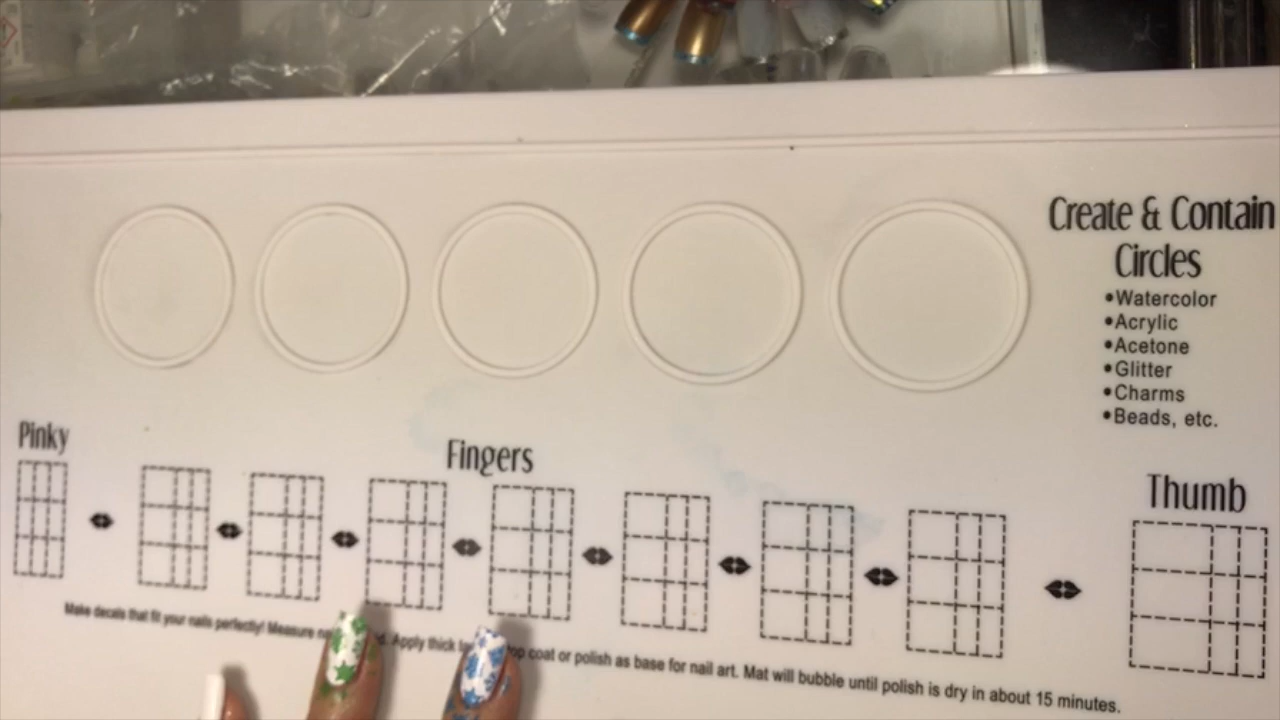 Create & Contain
Circles
•Watercolor
•Acrylic
•Acetone
•Glitter
•Charms
•Beads, etc.
Pinky
Fingers
Thumb
Make decals that fit your nails perfectly! Measure Apply thick top coat or polish as base for nail art. Mat will bubble until polish is dry in about 15 minutes.